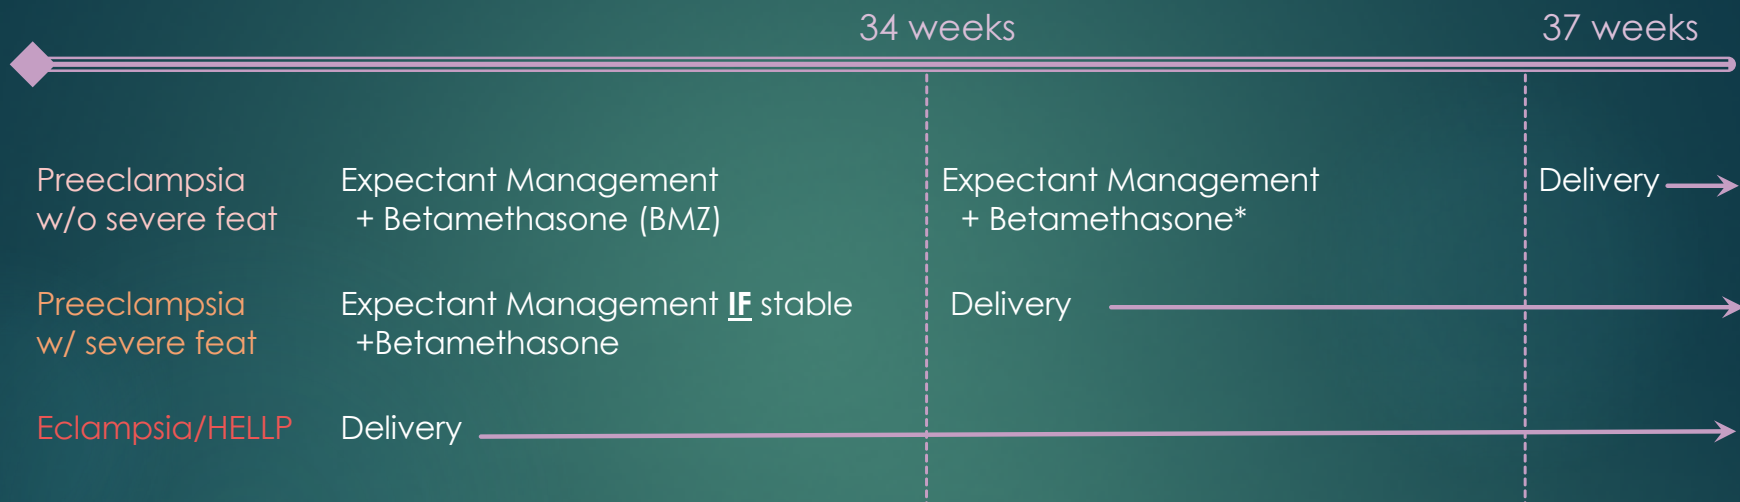 34 weeks
37 weeks
Preeclampsia
w/o severe feat
Expectant Management
+ Betamethasone (BMZ)
Expectant Management
+ Betamethasone*
Delivery
Preeclampsia
w/ severe feat
Expectant Management IF stable
+Betamethasone
Delivery
Eclampsia/HELLP
Delivery